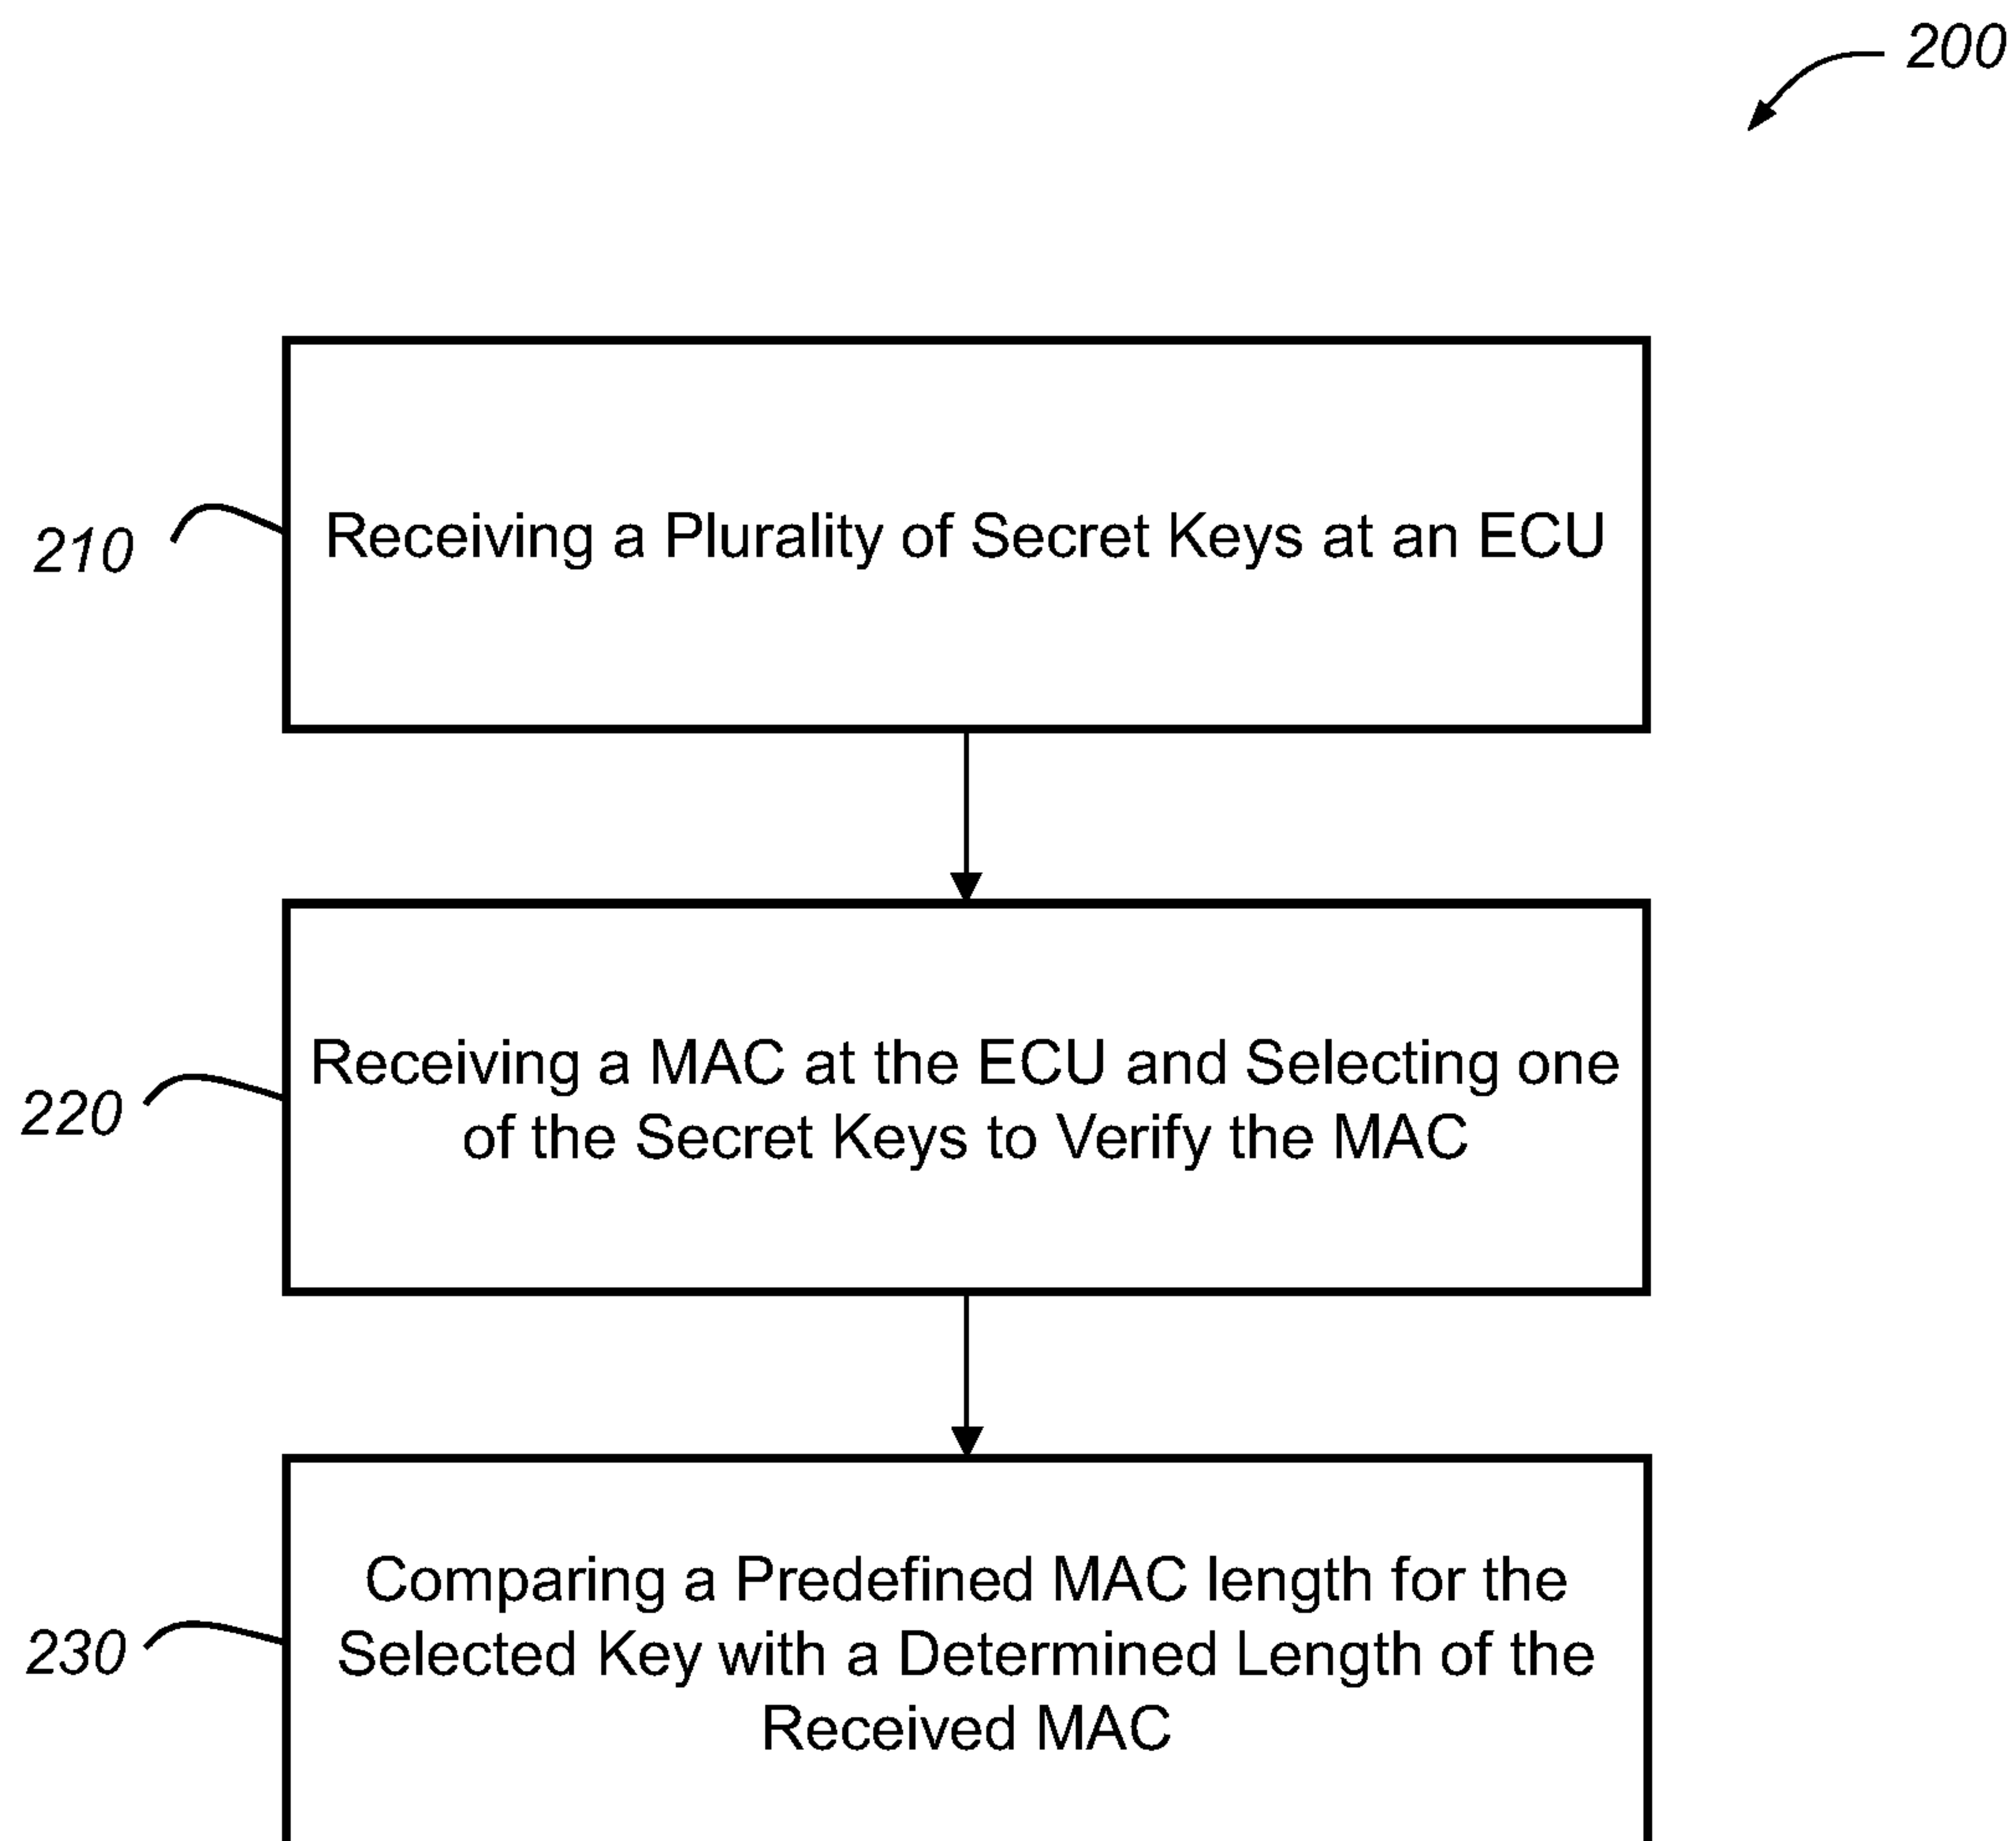 200
210
Receiving a Plurality of Secret Keys at an ECU
220
Receiving a MAC at the ECU and Selecting one
of the Secret Keys to Verify the MAC
230
Comparing a Predefined MAC length for the
Selected Key with a Determined Length of the
Received MAC